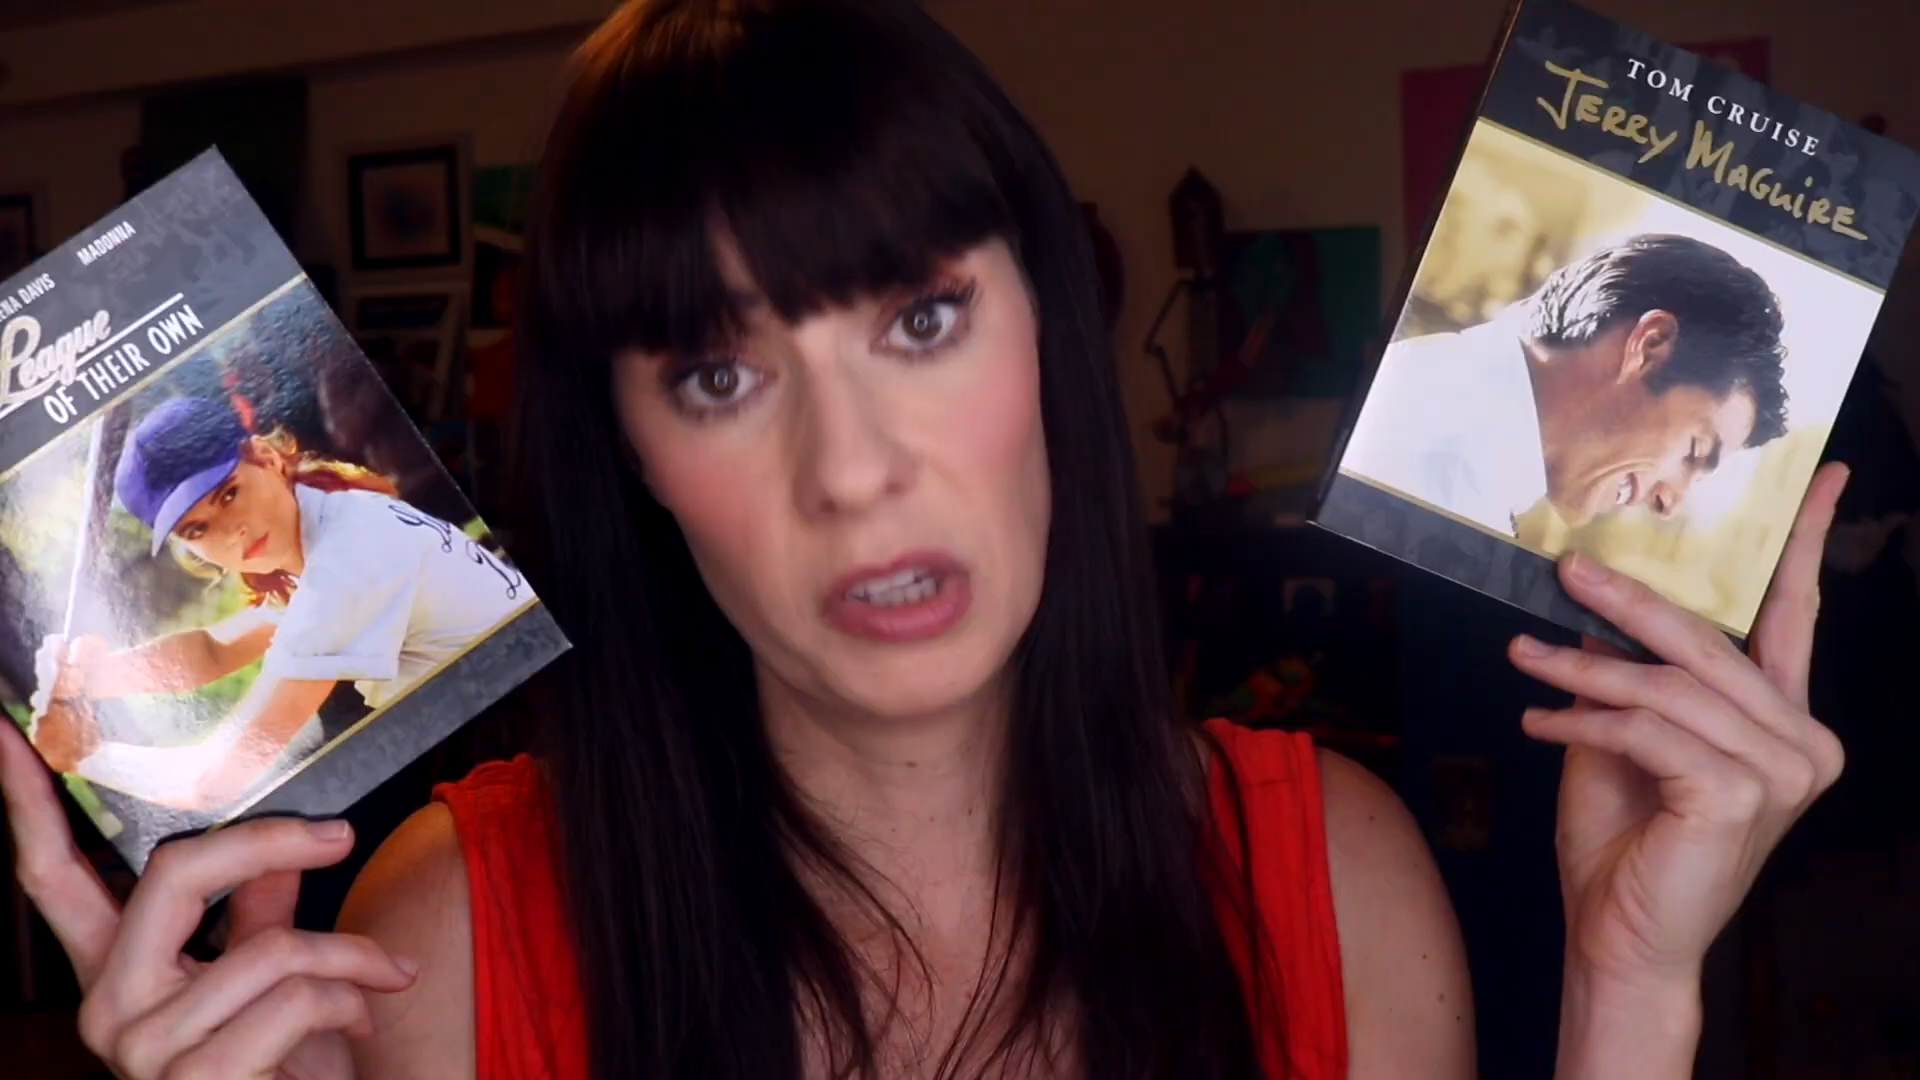 ENA DAVIS MADONNA
League
OF THEIR OWN
TOM CRUISE
JERRY MAGUIRE